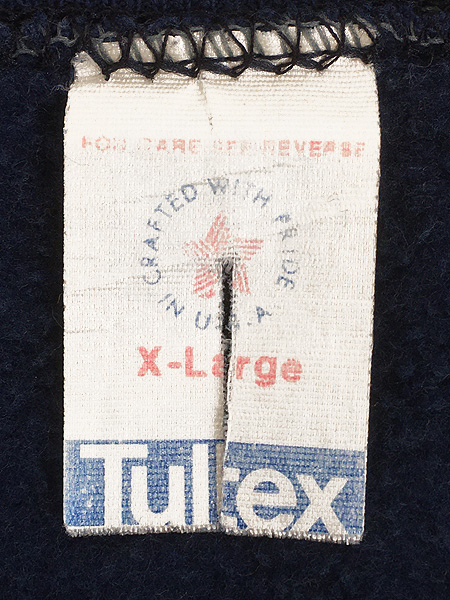 FOR CARE SEE REVERSE
CRAFTED WITH PRIDE
IN U.S.A
X-Large
Tultex